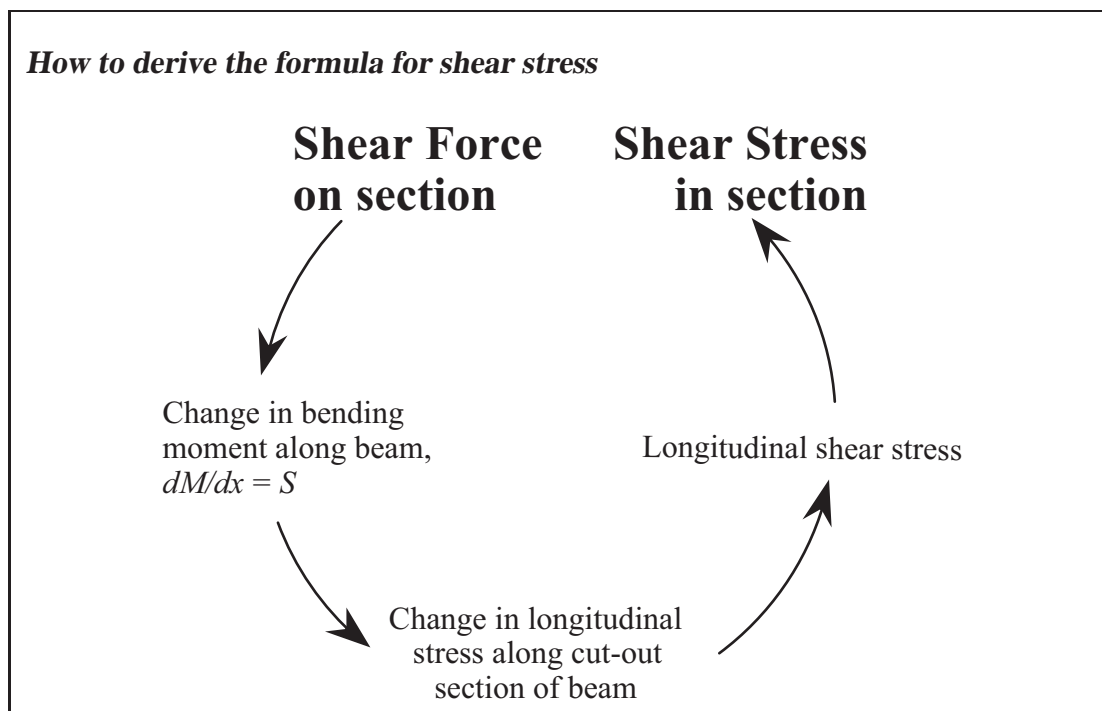 How to derive the formula for shear stress
Shear Force
on section
Shear Stress
in section
Change in bending
moment along beam,
dM/dx = S
Longitudinal shear stress
Change in longitudinal
stress along cut-out
section of beam